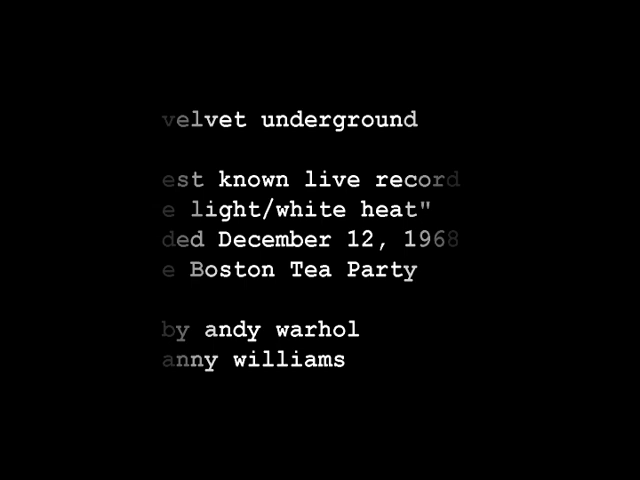 velvet underground
est known live record
e light/white heat"
ded December 12, 1968
e Boston Tea Party
by andy warhol
anny williams